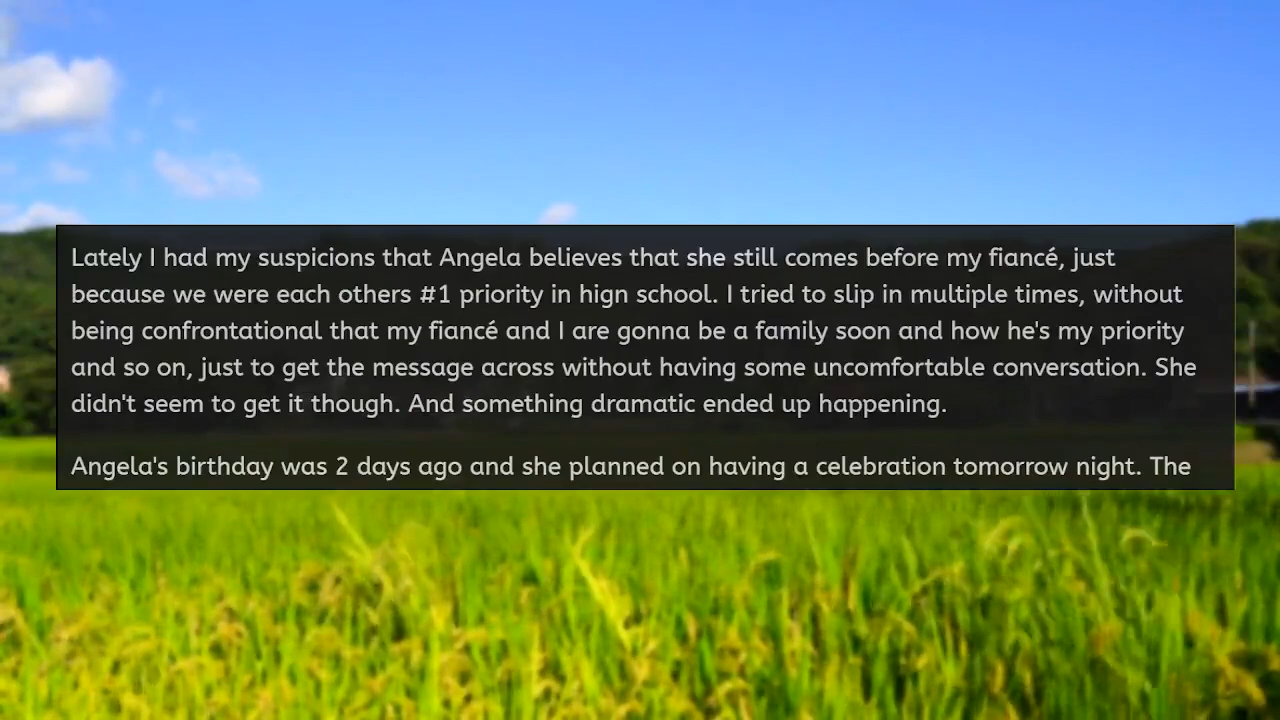 Lately I had my suspicions that Angela believes that she still comes before my fiancé, just
because we were each others #1 priority in hign school. I tried to slip in multiple times, without
being confrontational that my fiancé and I are gonna be a family soon and how he's my priority
and so on, just to get the message across without having some uncomfortable conversation. She
didn't seem to get it though. And something dramatic ended up happening.
Angela's birthday was 2 days ago and she planned on having a celebration tomorrow night. The